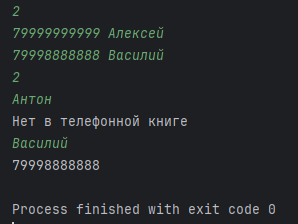 2
79999999999 Алексей
79998888888 Василий
2
Антон
Нет в телефонной книге
Василий
79998888888
Process finished with exit code 0